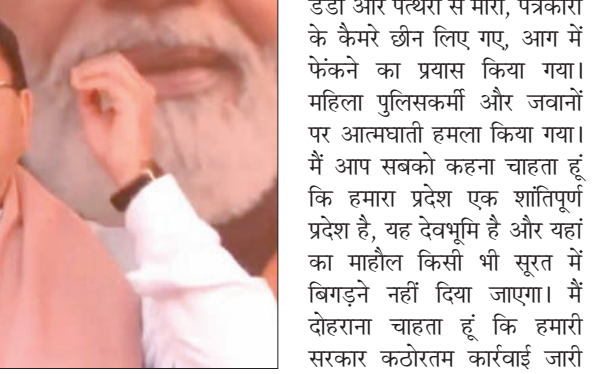 डंडों और पत्थरों से मारा, पत्रकारों
के कैमरे छीन लिए गए, आग में
फेंकने का प्रयास किया गया।
महिला पुलिसकर्मी और जवानों
पर आत्मघाती हमला किया गया।
मैं आप सबको कहना चाहता हूं
कि हमारा प्रदेश एक शांतिपूर्ण
प्रदेश है, यह देवभूमि है और यहां
का माहौल किसी भी सूरत में
बिगड़ने नहीं दिया जाएगा। मैं
दोहराना चाहता हूं कि हमारी
सरकार कठोरतम कार्रवाई जारी